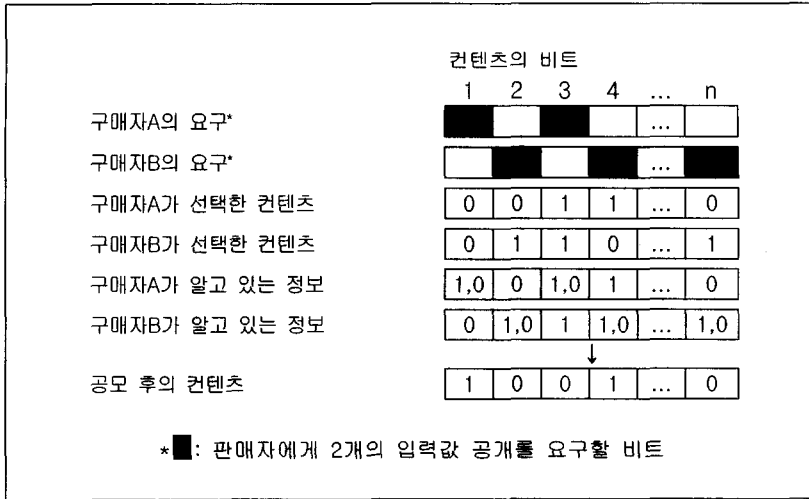 컨텐츠의 비트
1 2 3 4 ... n
구매자A의 요구* ...
구매자B의 요구* ...
구매자A가 선택한 컨텐츠 0 0 1 1 ... 0
구매자B가 선택한 컨텐츠 0 1 1 0 ... 1
구매자A가 알고 있는 정보 1,0 0 1,0 1 ... 0
구매자B가 알고 있는 정보 0 1,0 1 1,0 ... 1,0
↓
공모 후의 컨텐츠 1 0 0 1 ... 0
*■: 판매자에게 2개의 입력값 공개를 요구할 비트